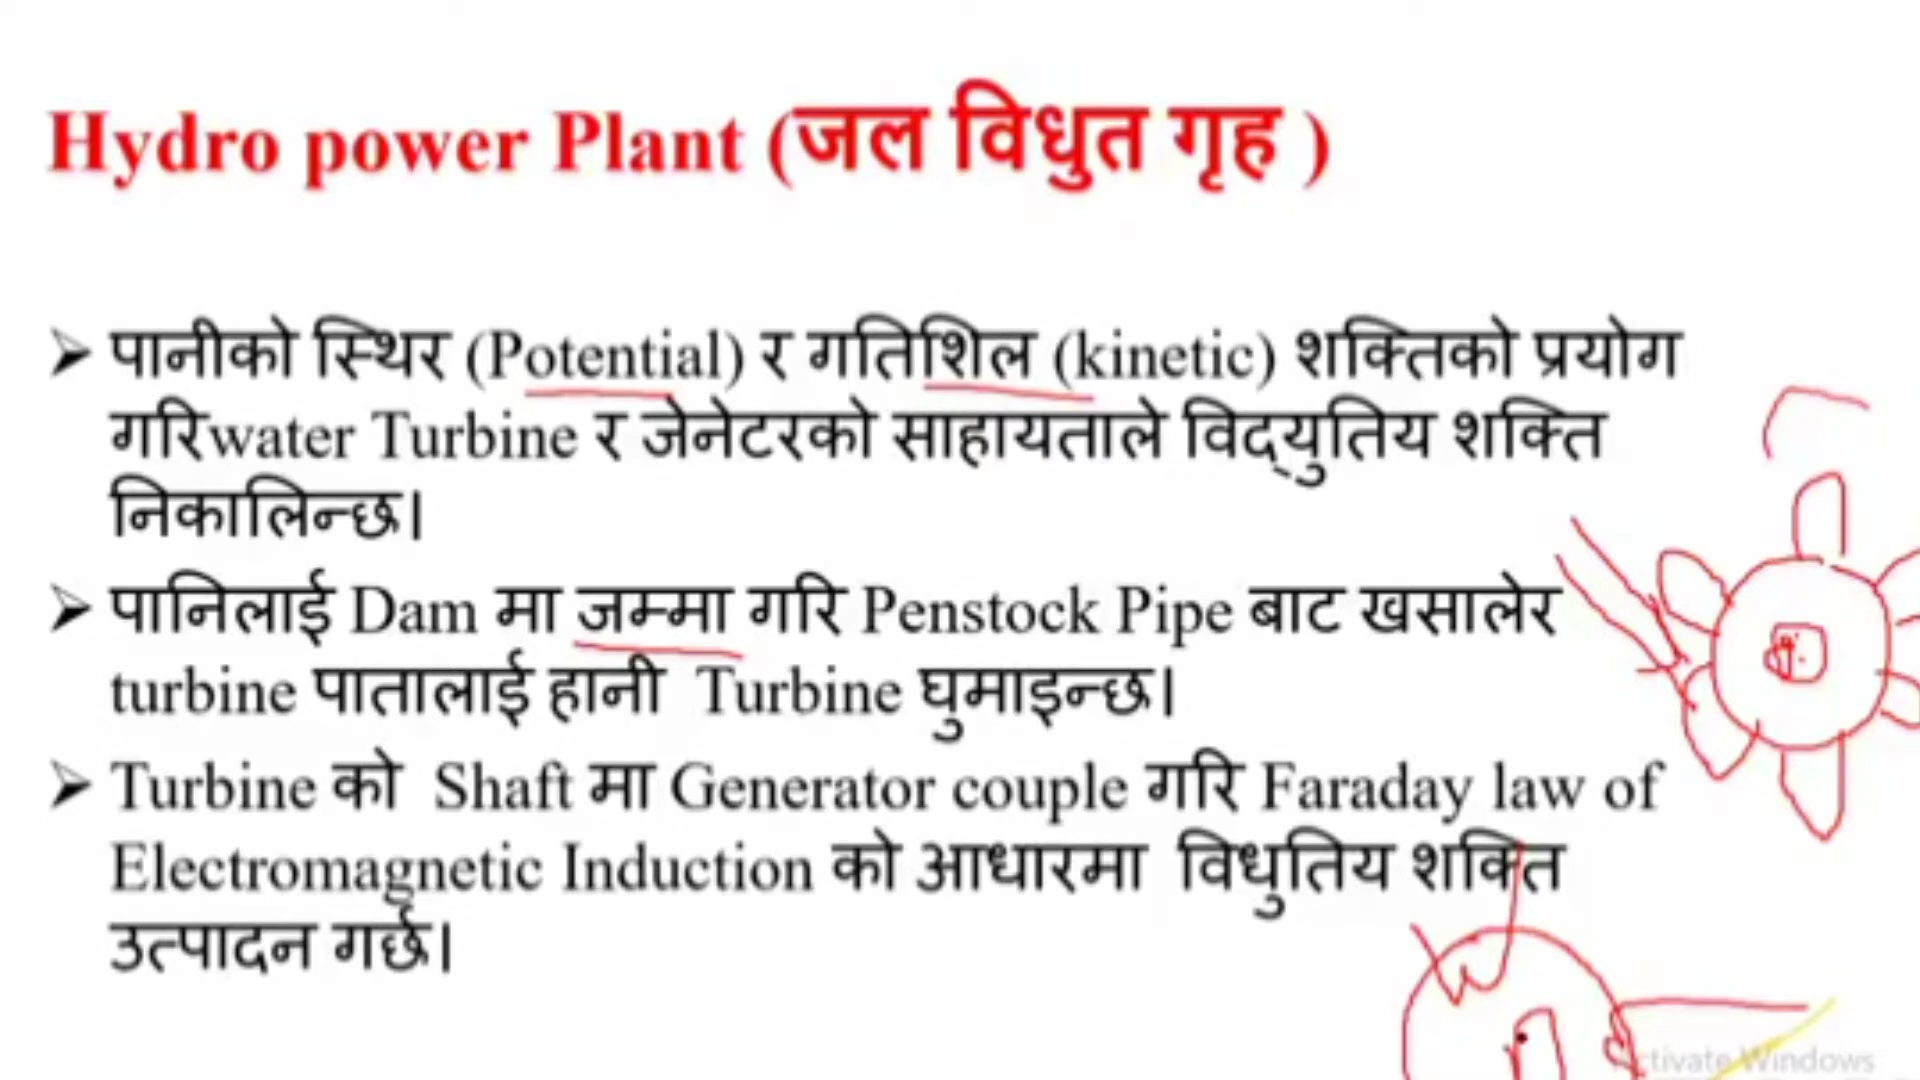 Hydro power Plant (जल विधुत गृह )
➢ पानीको स्थिर (Potential) र गतिशिल (kinetic) शक्तिको प्रयोग
गरिwater Turbine र जेनेटरको साहायताले विद्युतिय शक्ति
निकालिन्छ।
➢ पानिलाई Dam मा जम्मा गरि Penstock Pipe बाट खसालेर
turbine पातालाई हानी Turbine घुमाइन्छ।
➢ Turbine को Shaft मा Generator couple गरि Faraday law of
Electromagnetic Induction को आधारमा विधुतिय शक्ति
उत्पादन गर्छ।
Activate Windows